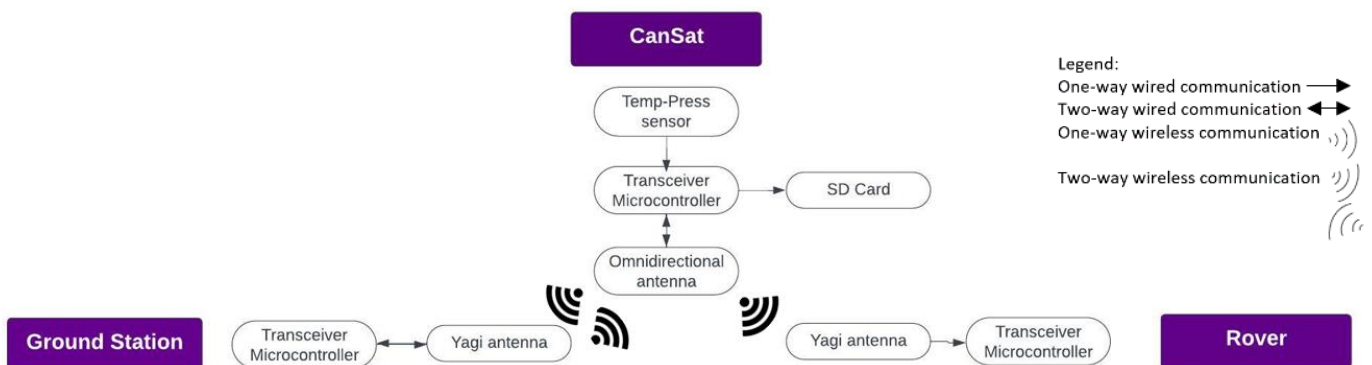 CanSat
Legend:
One-way wired communication
Two-way wired communication
One-way wireless communication
Two-way wireless communication
Temp-Press
sensor
Transceiver
Microcontroller
SD Card
Omnidirectional
antenna
Ground Station
Transceiver
Microcontroller
Yagi antenna
Yagi antenna
Transceiver
Microcontroller
Rover